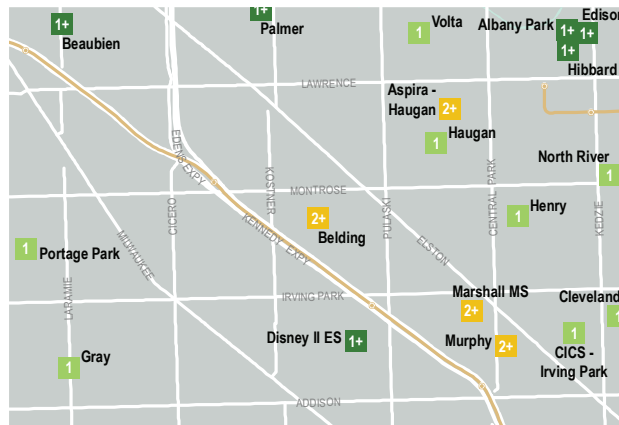 1+
Beaubien
1+
Palmer
1
Volta
Albany Park
1+
1+
Edison
1+
Hibbard
LAWRENCE
Aspira -
Haugan
2+
1
Haugan
EDENS EXPY
North River
1
KOSTNER
MONTROSE
PULASKI
CENTRAL PARK
KEDZIE
CICERO
2+
Belding
KENNEDY EXPY
1
Henry
ELSTON
1
Portage Park
MILWAUKEE
LARAMIE
IRVING PARK
Marshall MS
2+
Cleveland
1
Disney II ES
1+
Murphy
2+
1
CICS -
Irving Park
1
Gray
ADDISON